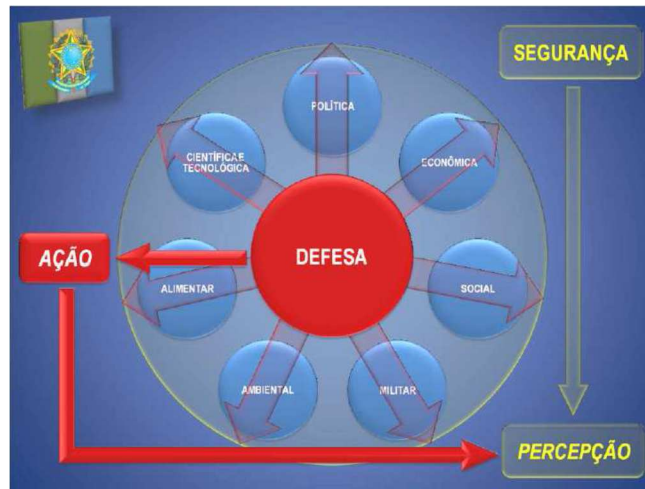 SEGURANÇA
POLÍTICA
CIENTÍFICA E
TECNOLÓGICA
ECONÔMICA
DEFESA
AÇÃO
ALIMENTAR
SOCIAL
AMBIENTAL
MILITAR
PERCEPÇÃO